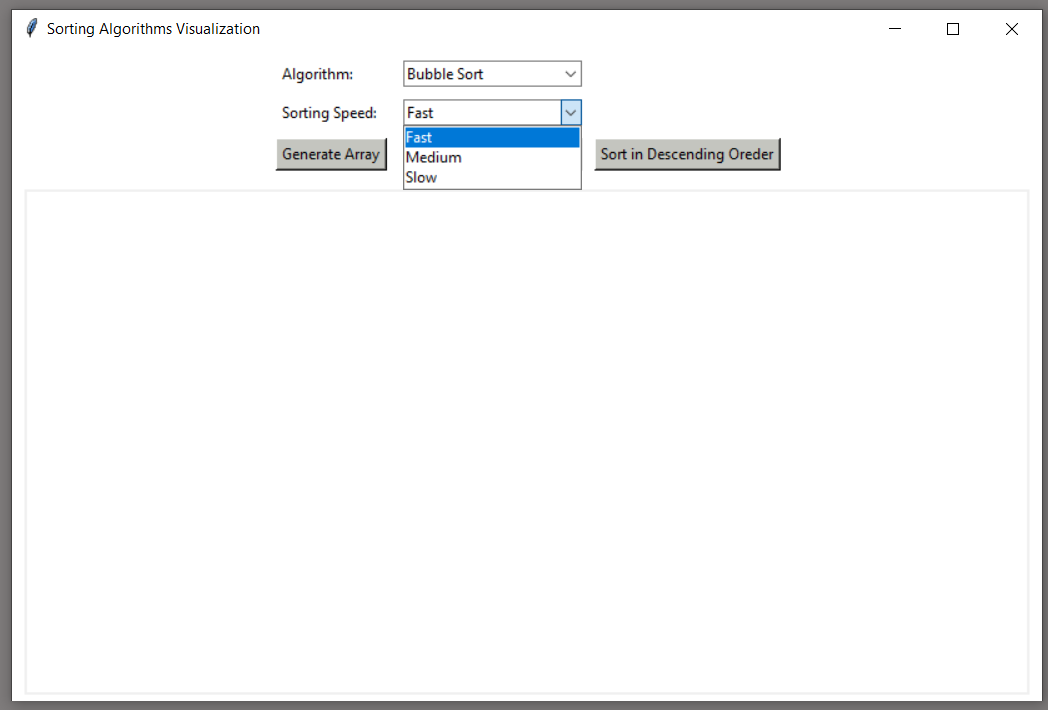 Sorting Algorithms Visualization
Algorithm: Bubble Sort
Sorting Speed: Fast
Fast
Medium
Slow
Generate Array
Sort in Descending Oreder